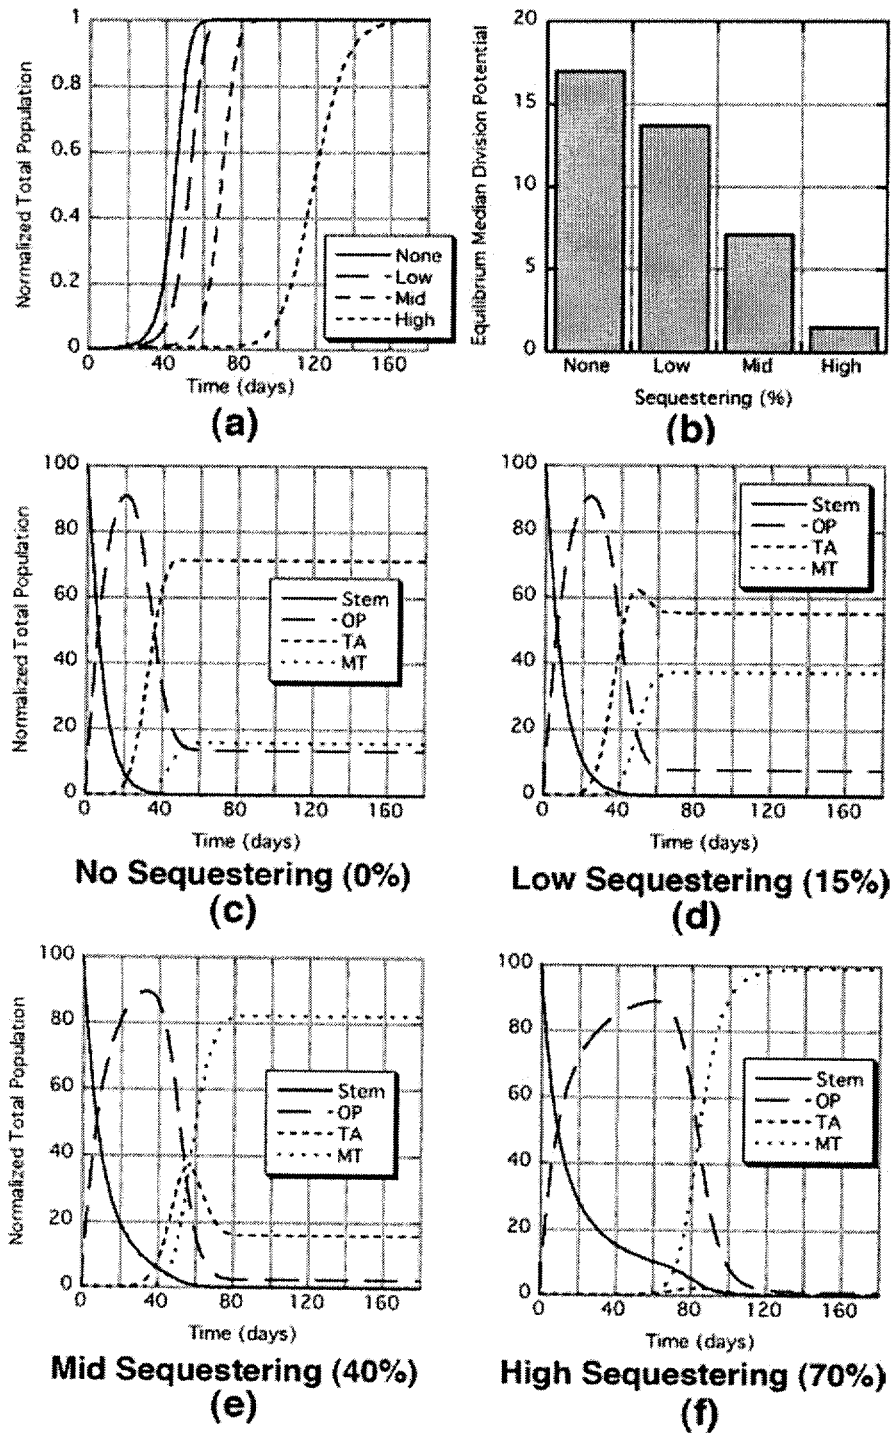 Normalized Total Population
1
0.8
0.6
0.4
0.2
0
None
Low
Mid
High
0 40 80 120 160
Time (days)
(a)
Equilibrium Median Division Potential
20
15
10
5
0
None Low Mid High
Sequestering (%)
(b)
Normalized Total Population
100
80
60
40
20
0
Stem
OP
TA
MT
0 40 80 120 160
Time (days)
No Sequestering (0%)
(c)
100
80
60
40
20
0
Stem
OP
TA
MT
0 40 80 120 160
Time (days)
Low Sequestering (15%)
(d)
Normalized Total Population
100
80
60
40
20
0
Stem
OP
TA
MT
0 40 80 120 160
Time (days)
Mid Sequestering (40%)
(e)
100
80
60
40
20
0
Stem
OP
TA
MT
0 40 80 120 160
Time (days)
High Sequestering (70%)
(f)